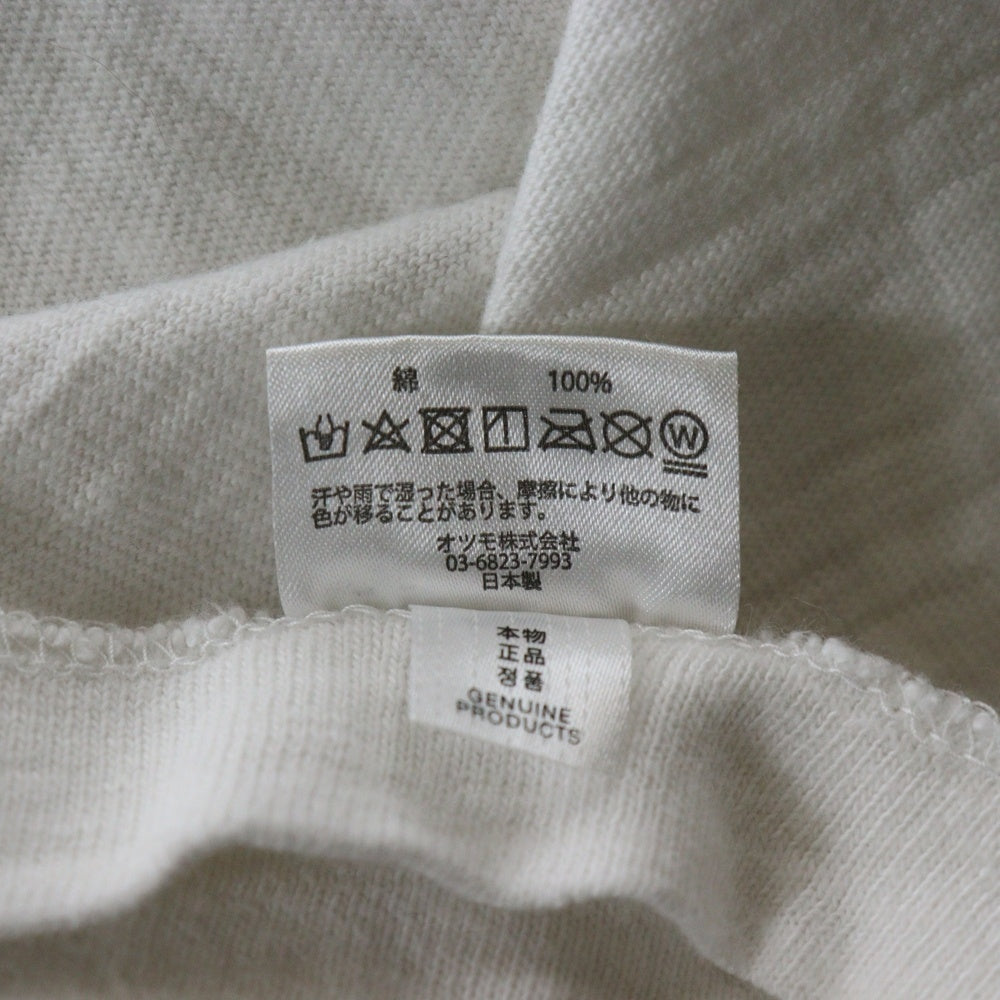 綿 100%
W
汗や雨で湿った場合、摩擦により他の物に
色が移ることがあります。
オツモ株式会社
03-6823-7993
日本製
本物
正品
정품
GENUINE
PRODUCTS